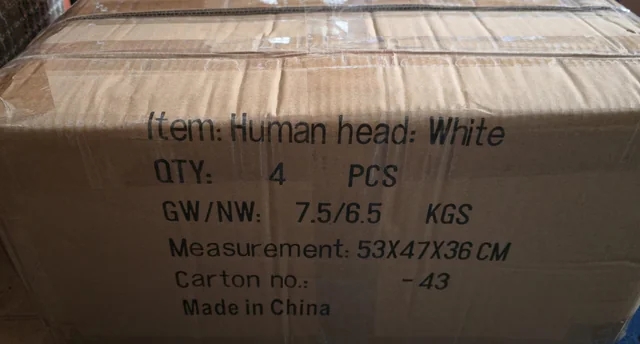 Item: Human head: White
QTY: 4 PCS
GW/NW: 7.5/6.5 KGS
Measurement: 53X47X36 CM
Carton no.: -43
Made in China